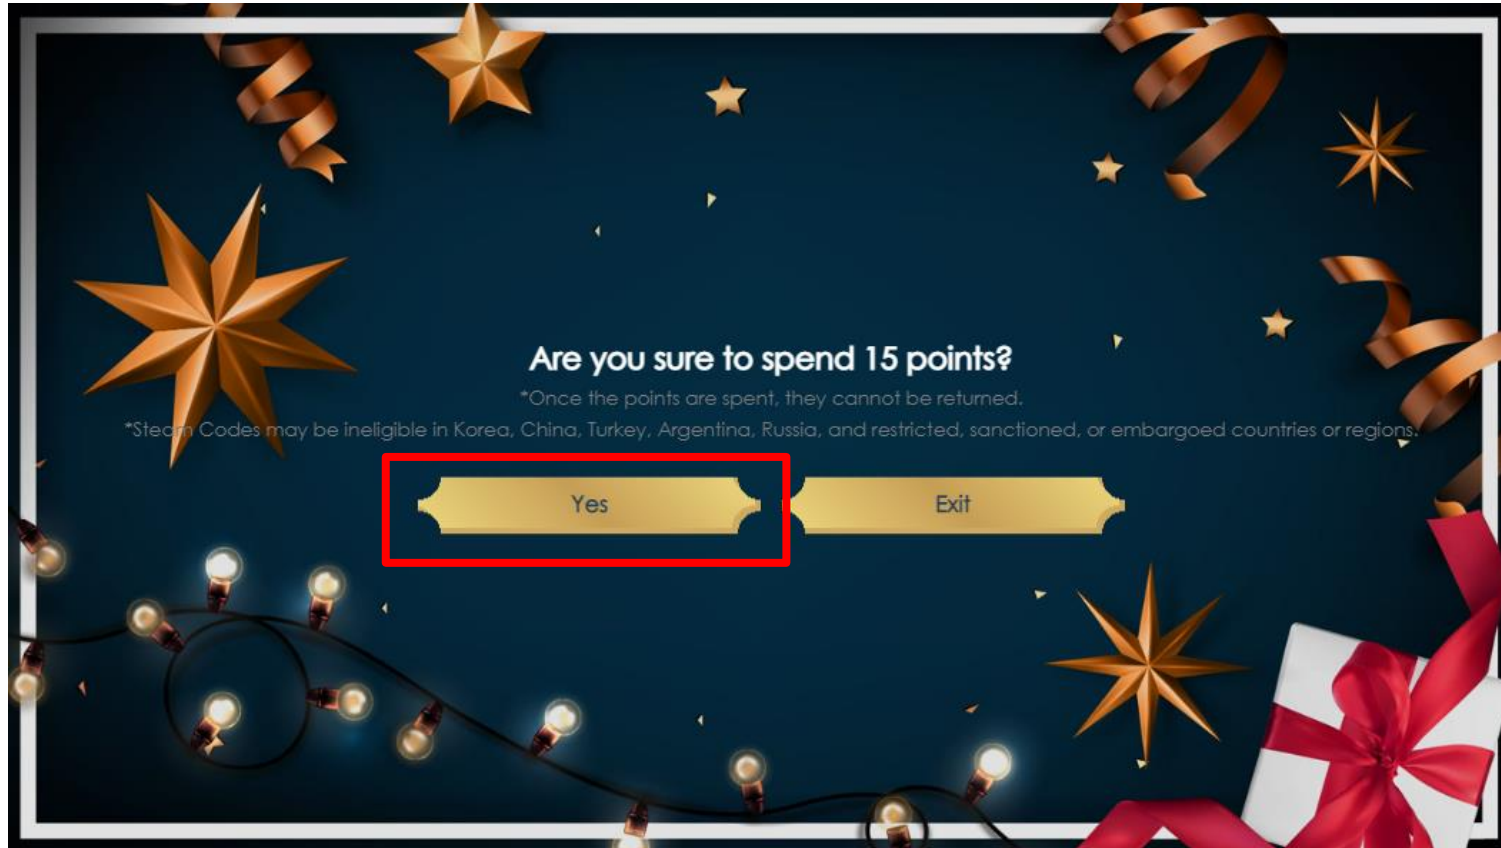 Are you sure to spend 15 points?
*Once the points are spent, they cannot be returned.
*Steam Codes may be ineligible in Korea, China, Turkey, Argentina, Russia, and restricted, sanctioned, or embargoed countries or regions.
Yes
Exit